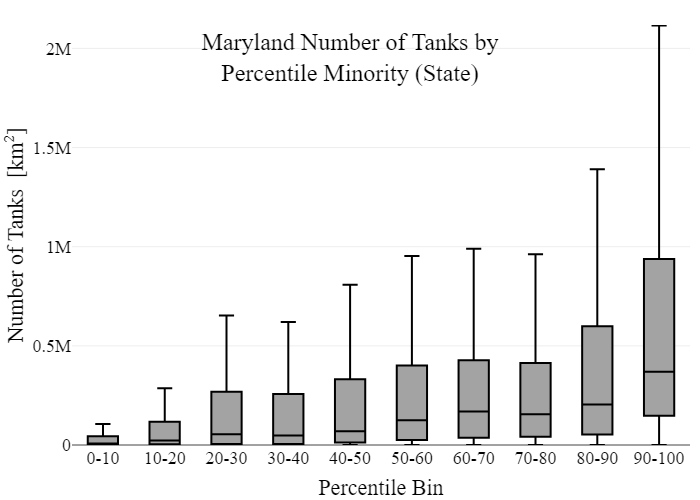 Maryland Number of Tanks by
Percentile Minority (State)
Number of Tanks [km²]
2M
1.5M
1M
0.5M
0
0-10 10-20 20-30 30-40 40-50 50-60 60-70 70-80 80-90 90-100
Percentile Bin